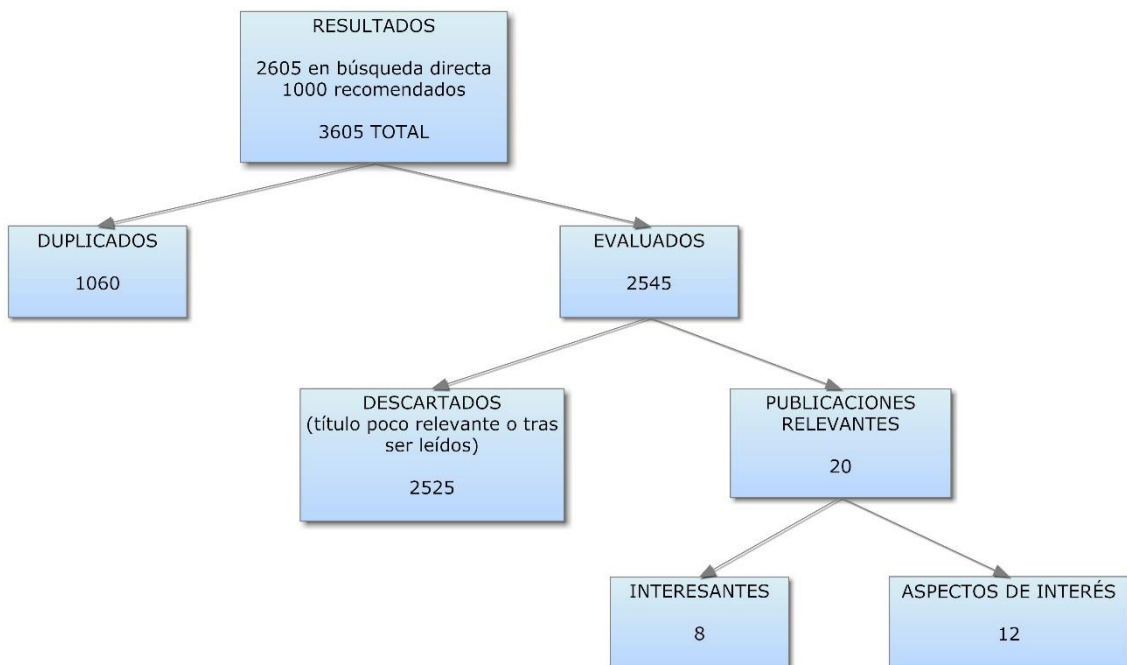 RESULTADOS
2605 en búsqueda directa
1000 recomendados
3605 TOTAL
DUPLICADOS
1060
EVALUADOS
2545
DESCARTADOS
(título poco relevante o tras
ser leídos)
2525
PUBLICACIONES
RELEVANTES
20
INTERESANTES
8
ASPECTOS DE INTERÉS
12